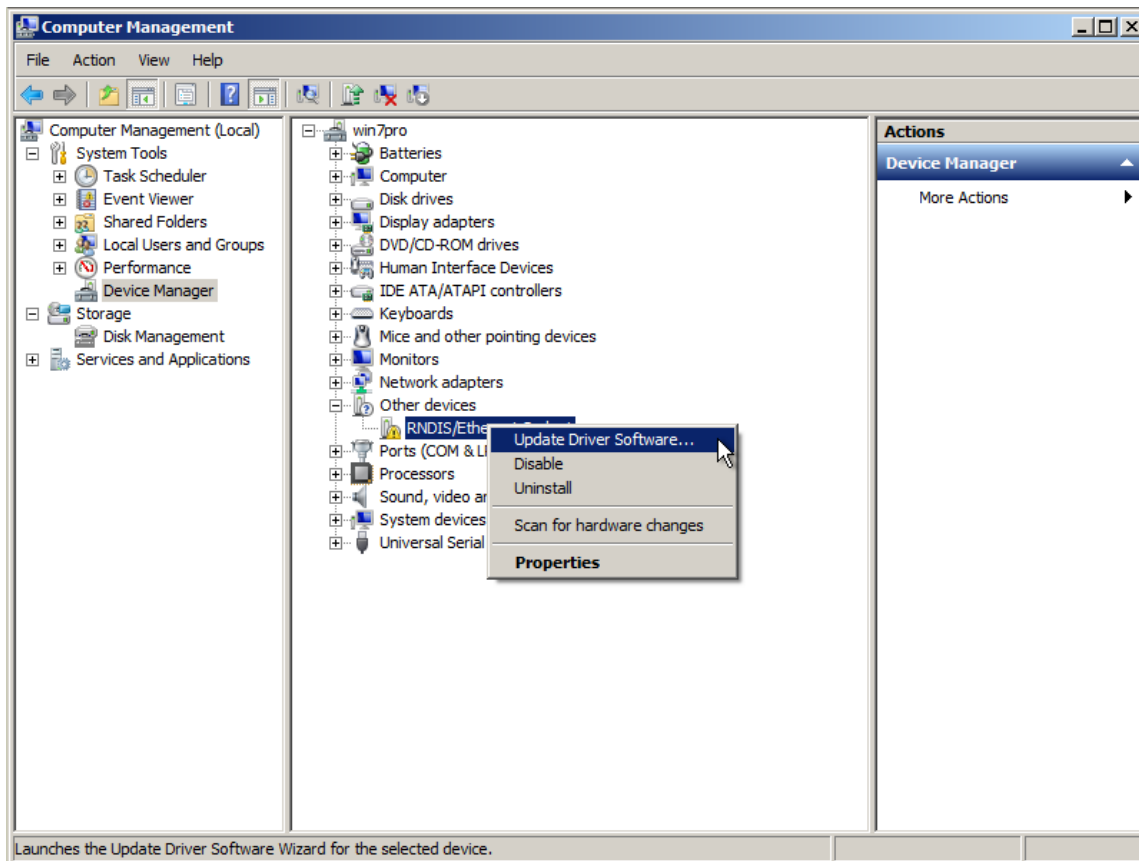 Computer Management
File Action View Help
Computer Management (Local)
System Tools
Task Scheduler
Event Viewer
Shared Folders
Local Users and Groups
Performance
Device Manager
Storage
Disk Management
Services and Applications
win7pro
Batteries
Computer
Disk drives
Display adapters
DVD/CD-ROM drives
Human Interface Devices
IDE ATA/ATAPI controllers
Keyboards
Mice and other pointing devices
Monitors
Network adapters
Other devices
RNDIS/Ethe
Ports (COM & L
Processors
Sound, video a
System devices
Universal Serial
Update Driver Software...
Disable
Uninstall
Scan for hardware changes
Properties
Actions
Device Manager
More Actions
Launches the Update Driver Software Wizard for the selected device.